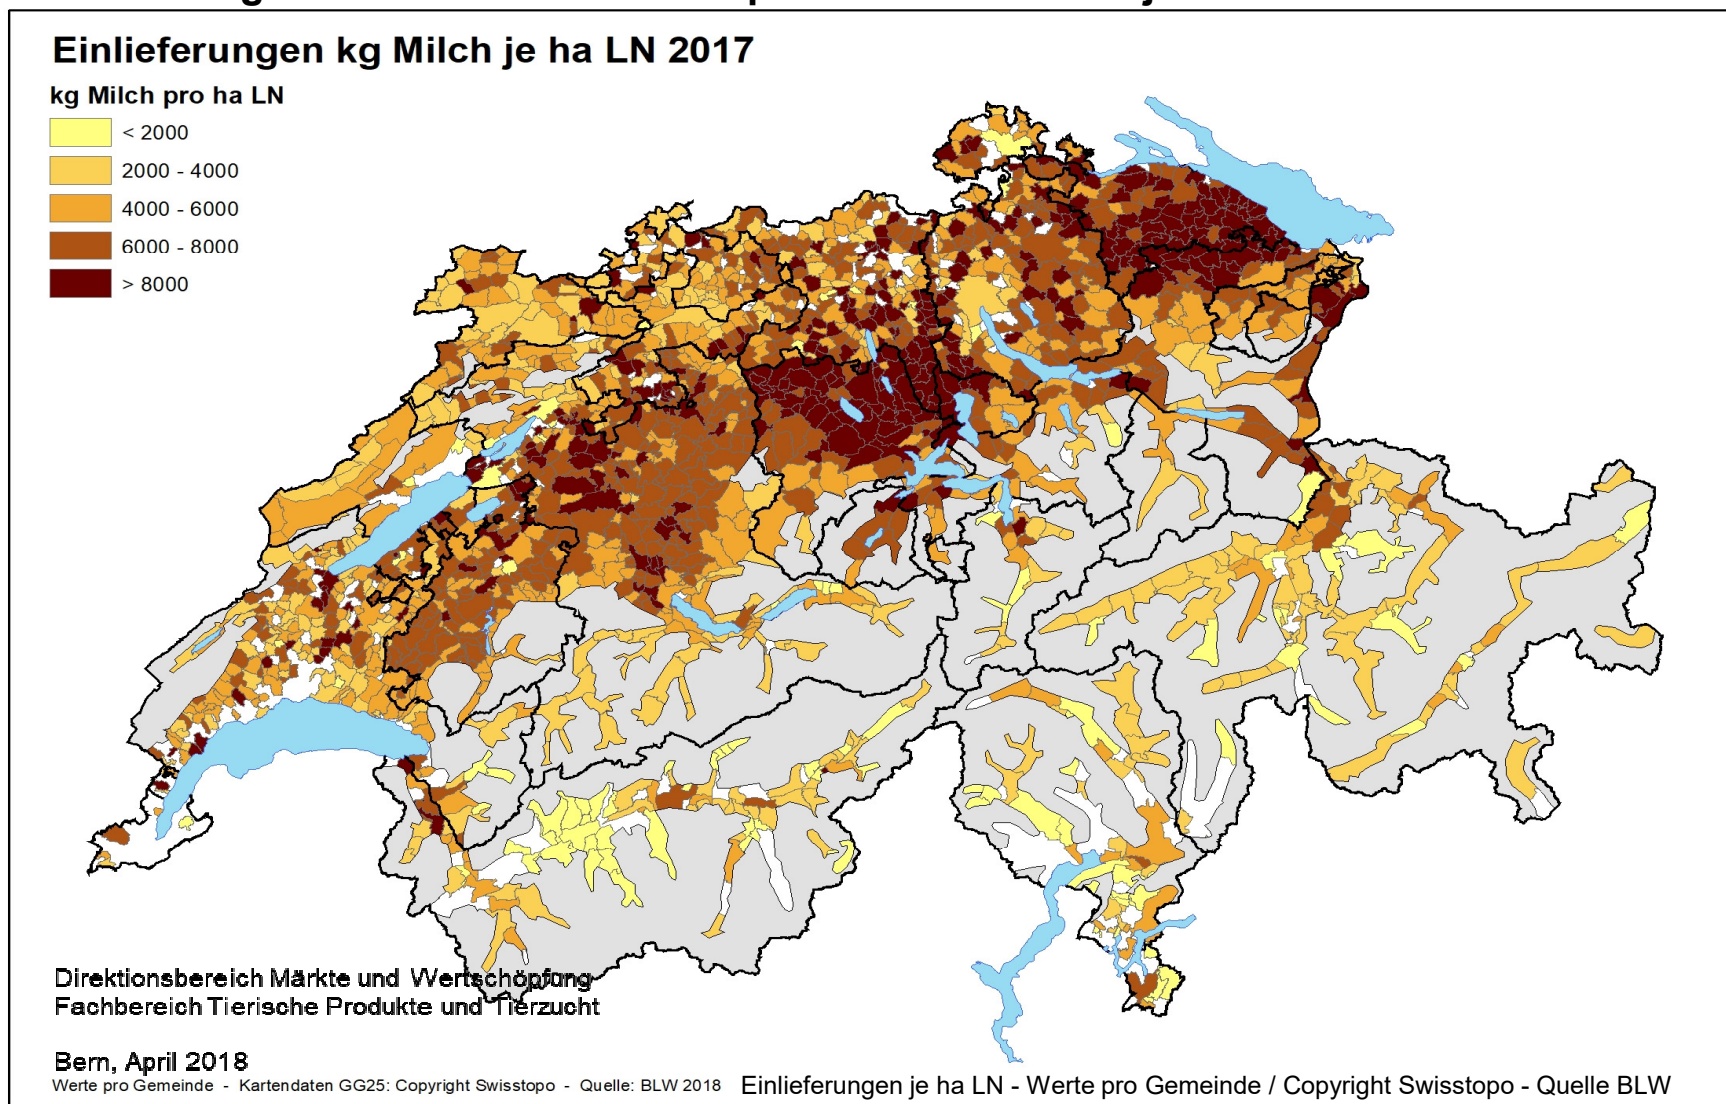 Einlieferungen kg Milch je ha LN 2017
kg Milch pro ha LN
< 2000
2000 - 4000
4000 - 6000
6000 - 8000
> 8000
Direktionsbereich Märkte und Wertschöpfung
Fachbereich Tierische Produkte und Tierzucht
Bern, April 2018
Werte pro Gemeinde - Kartendaten GG25: Copyright Swisstopo - Quelle: BLW 2018
Einlieferungen je ha LN - Werte pro Gemeinde / Copyright Swisstopo - Quelle BLW